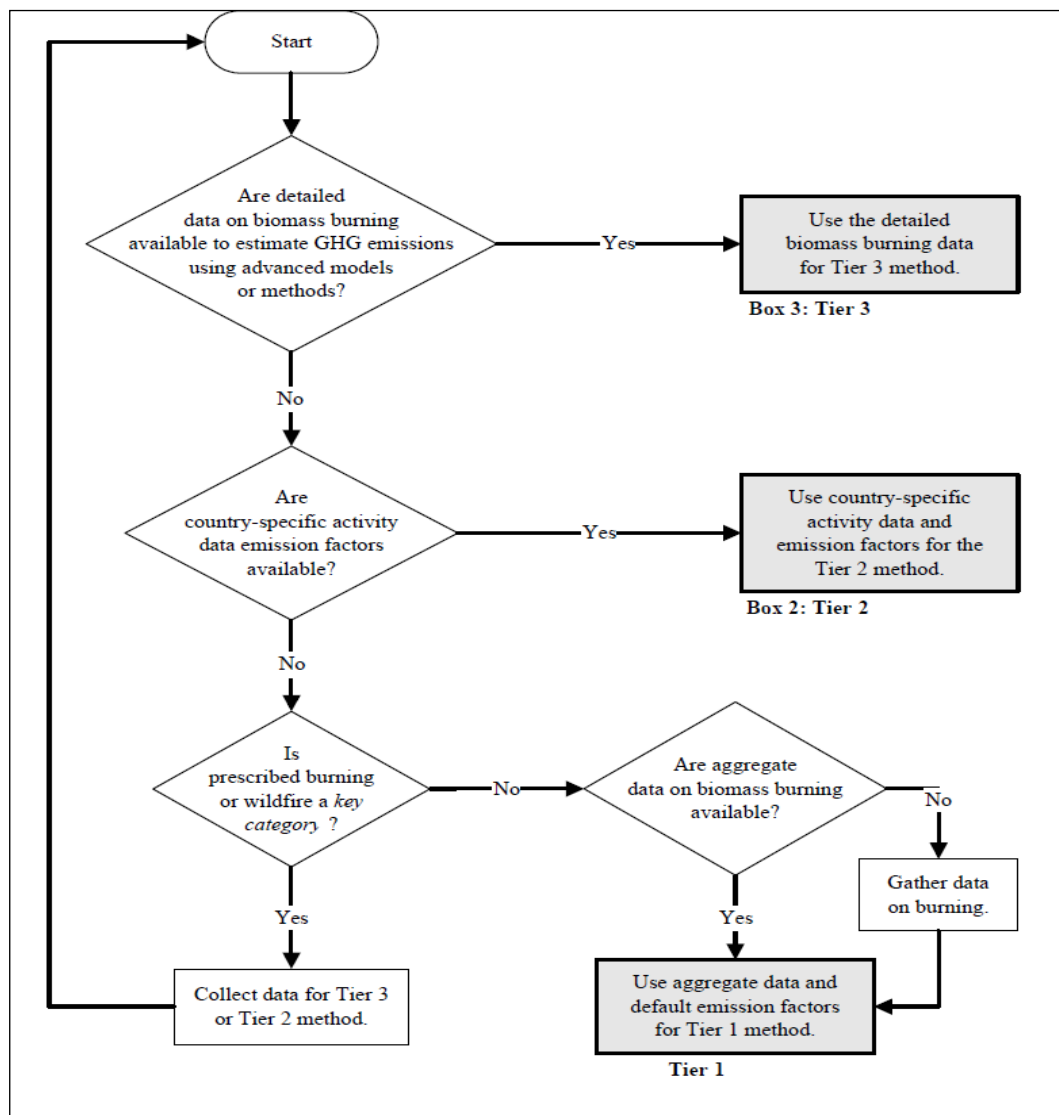 Start
Are detailed
data on biomass burning
available to estimate GHG emissions
using advanced models
or methods?
Yes
Use the detailed
biomass burning data
for Tier 3 method.
Box 3: Tier 3
No
Are
country-specific activity
data emission factors
available?
Yes
Use country-specific
activity data and
emission factors for the
Tier 2 method.
Box 2: Tier 2
No
Is
prescribed burning
or wildfire a key
category ?
No
Are aggregate
data on biomass burning
available?
No
Gather data
on burning.
Yes
Yes
Collect data for Tier 3
or Tier 2 method.
Use aggregate data and
default emission factors
for Tier 1 method.
Tier 1